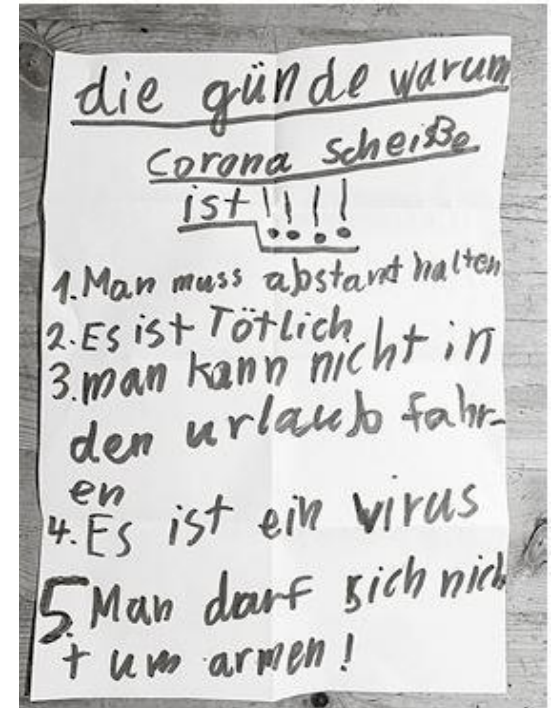 die günde warum
Corona scheiße
ist!!!!
1. Man muss abstant halten
2. Es ist Tötlich
3. man kann nicht in
den urlaub fahr-
en
4. Es ist ein virus
5. Man darf sich nich
t um armen!